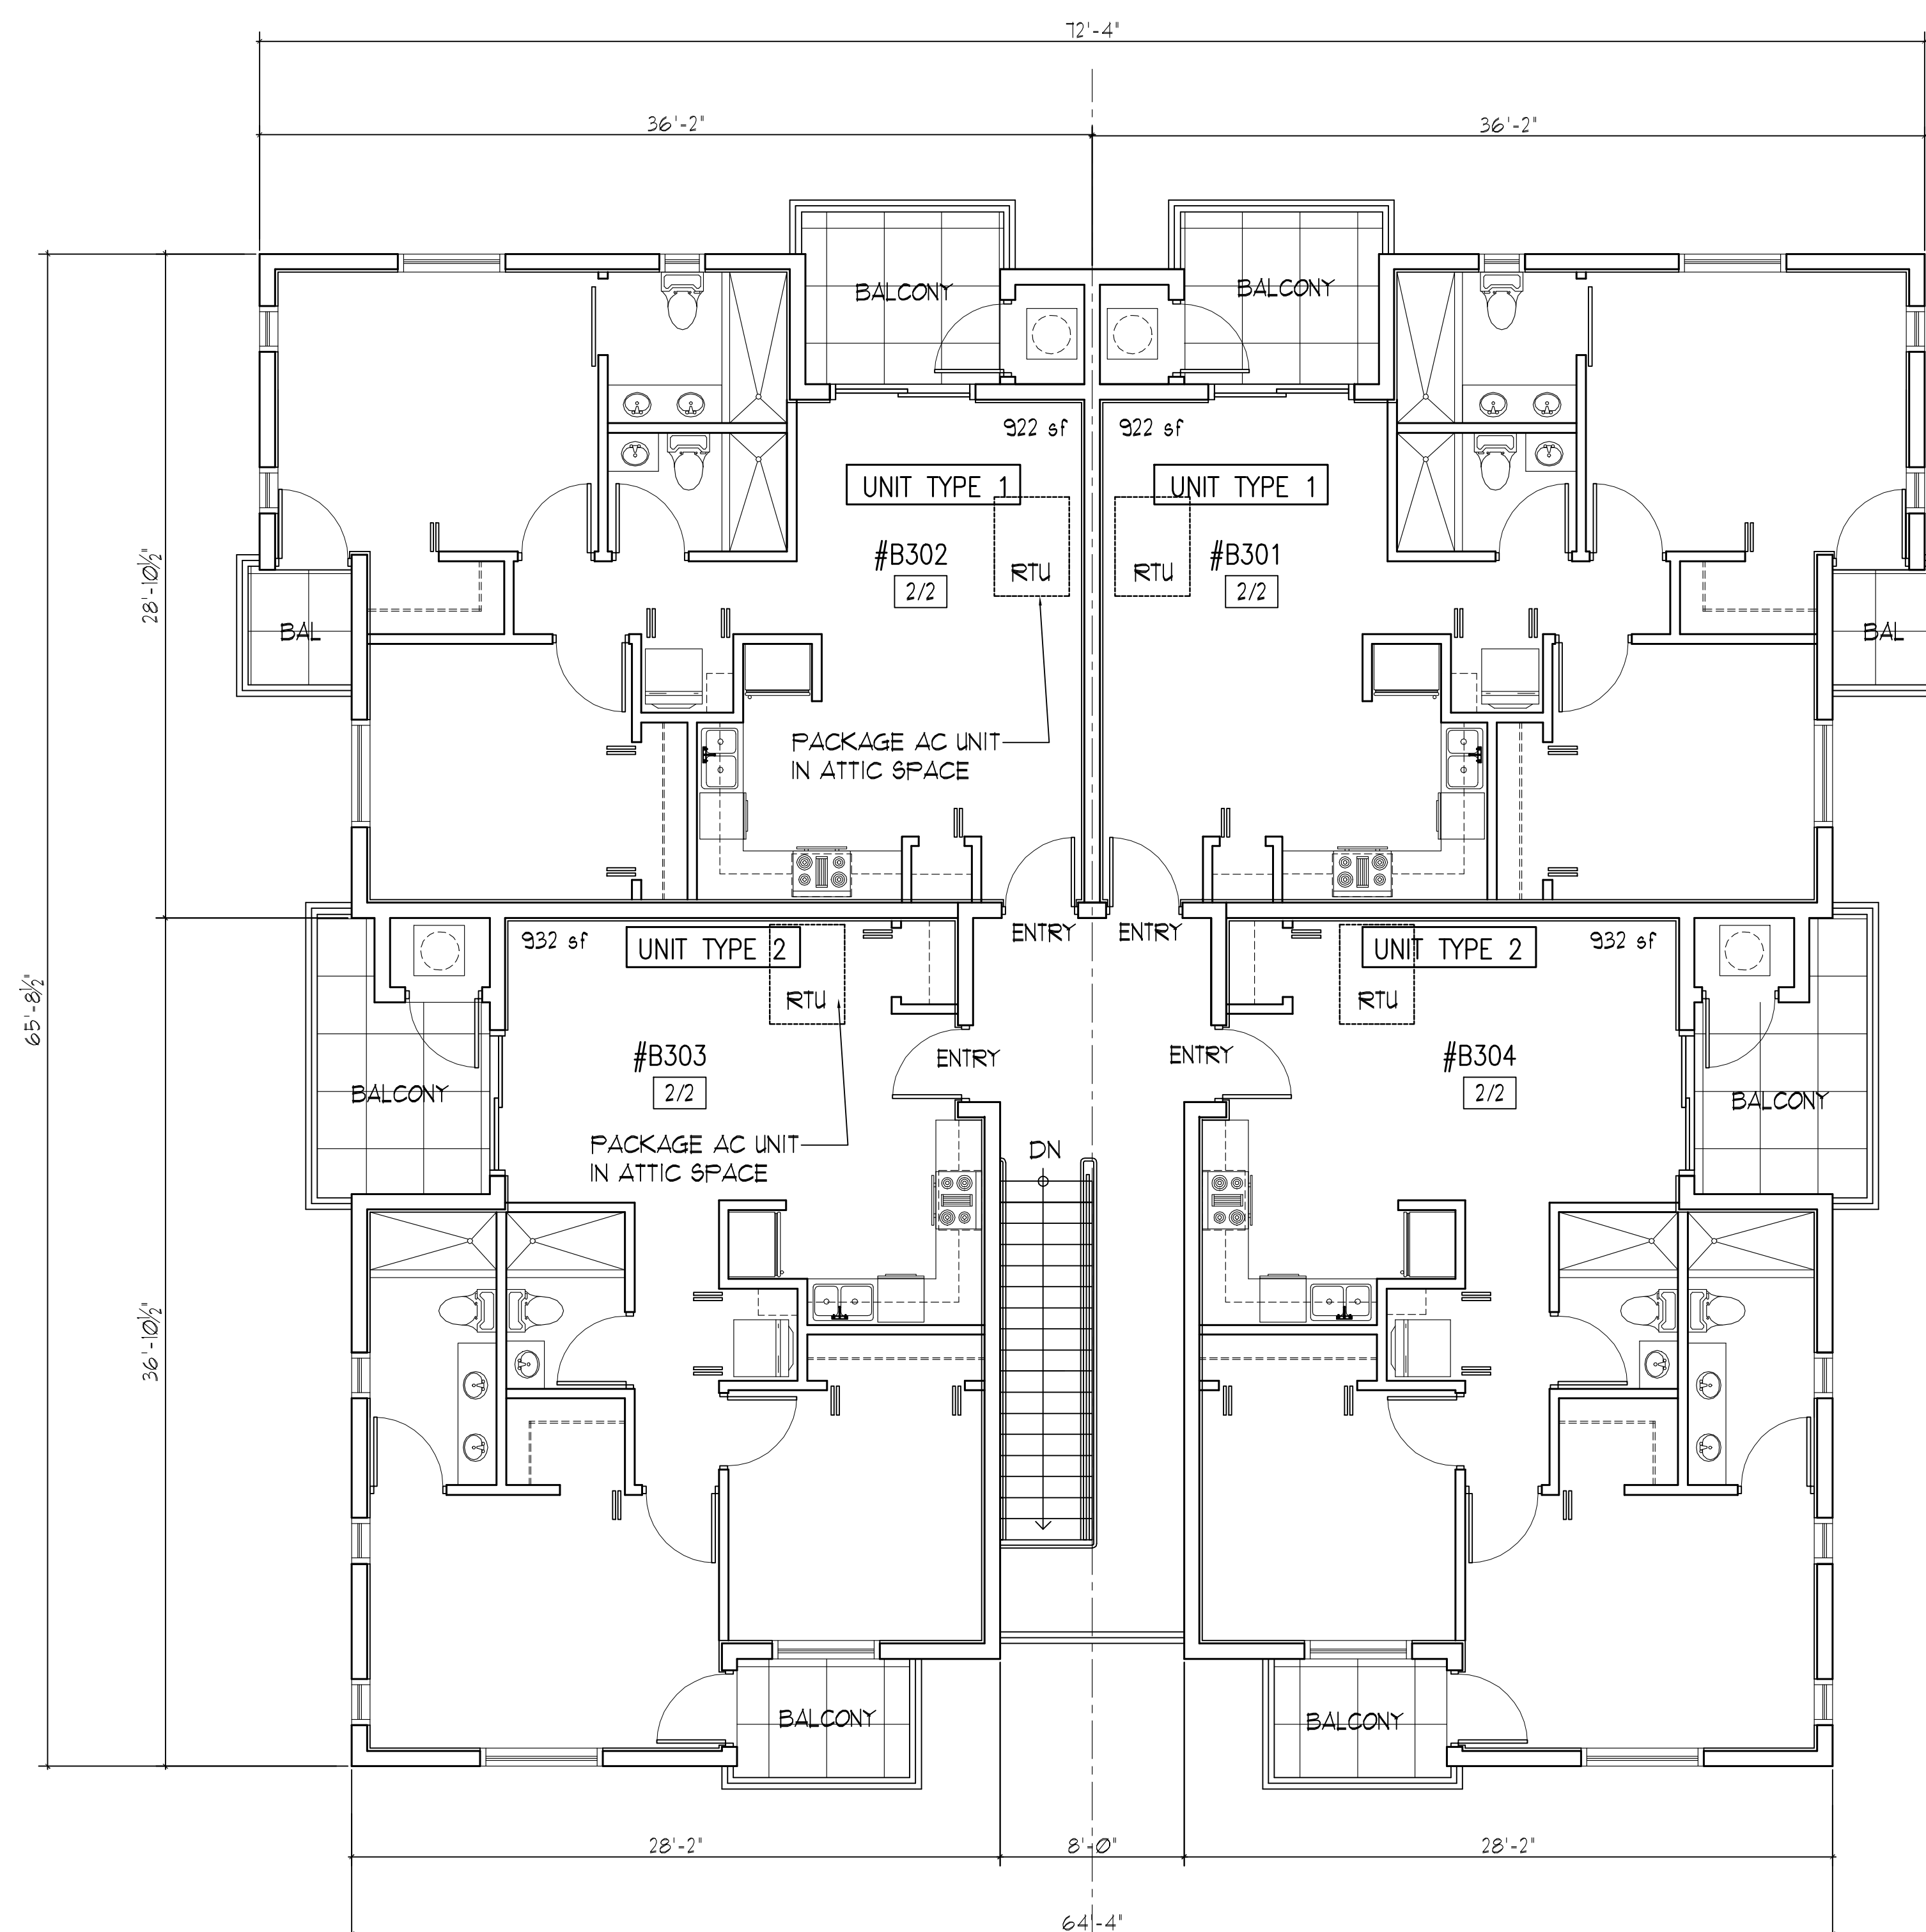 72'-4"
36'-2"
36'-2"
BALCONY
BALCONY
922 sf
922 sf
UNIT TYPE 1
UNIT TYPE 1
#B302
#B301
2/2
RTU
RTU
2/2
28'-10½"
BAL
BAL
PACKAGE AC UNIT
IN ATTIC SPACE
932 sf
UNIT TYPE 2
ENTRY
ENTRY
UNIT TYPE 2
932 sf
RTU
RTU
65'-8½"
#B303
ENTRY
ENTRY
#B304
2/2
2/2
BALCONY
BALCONY
PACKAGE AC UNIT
IN ATTIC SPACE
DN
36'-10½"
BALCONY
BALCONY
28'-2"
8'-0"
28'-2"
64'-4"